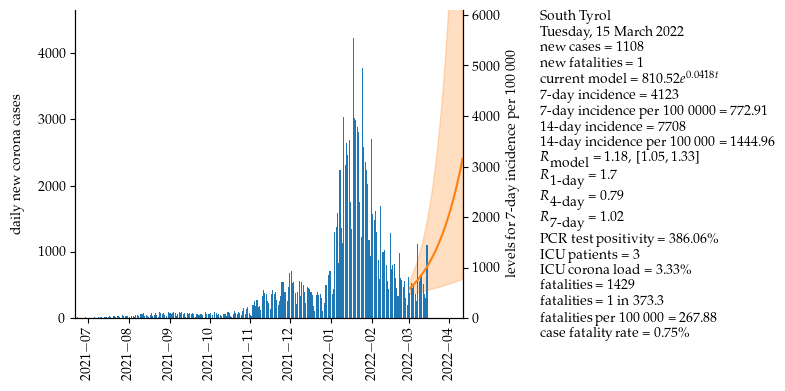 daily new corona cases
4000
3000
2000
1000
0
2021−07
2021−08
2021−09
2021−10
2021−11
2021−12
2022−01
2022−02
2022−03
2022−04
6000
5000
4000
3000
2000
1000
0
levels for 7-day incidence per 100 000
South Tyrol
Tuesday, 15 March 2022
new cases = 1108
new fatalities = 1
current model = 810.52e^0.0418t
7-day incidence = 4123
7-day incidence per 100 0000 = 772.91
14-day incidence = 7708
14-day incidence per 100 000 = 1444.96
R_model = 1.18, [1.05, 1.33]
R_1-day = 1.7
R_4-day = 0.79
R_7-day = 1.02
PCR test positivity = 386.06%
ICU patients = 3
ICU corona load = 3.33%
fatalities = 1429
fatalities = 1 in 373.3
fatalities per 100 000 = 267.88
case fatality rate = 0.75%